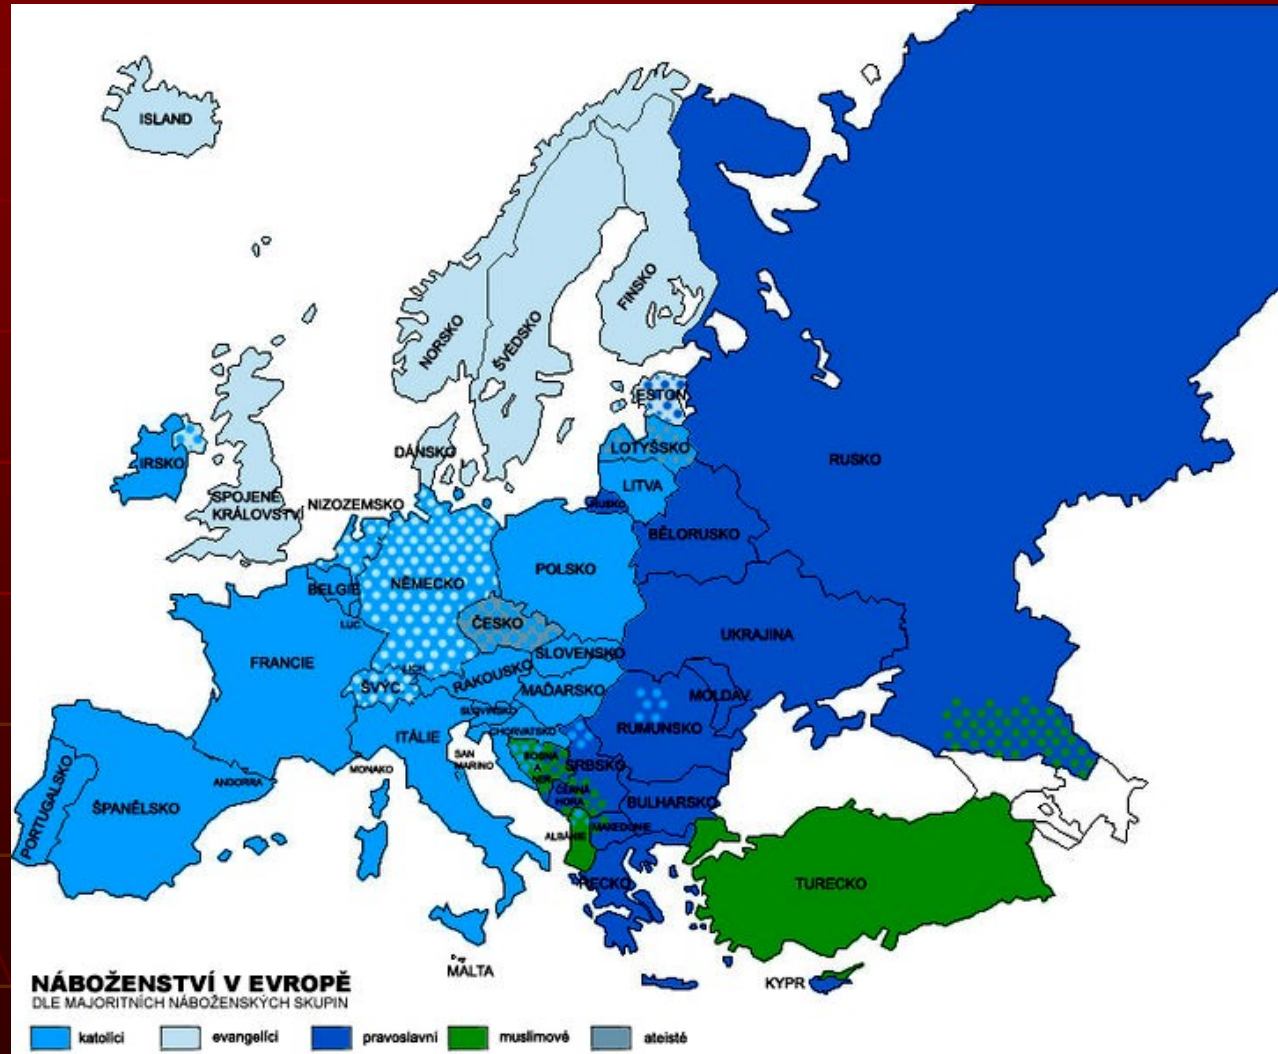 ISLAND
NORSKO
ŠVÉDSKO
FINSKO
ESTON
LOTYŠSKO
LITVA
RUSKO
RUSKO
DÁNSKO
IRSKO
SPOJENÉ
KRÁLOVSTVÍ
NIZOZEMSKO
BELGIE
LUC
NĚMECKO
POLSKO
BĚLORUSKO
ČESKO
UKRAJINA
FRANCIE
LICH
ŠVÝC
RAKOUSKO
SLOVENSKO
MAĎARSKO
MOLDAV.
RUMUNSKO
SLOVINSKO
CHORVATSKO
ITÁLIE
SAN
MARINO
MONAKO
BOSNA
A
HER
SRBSKO
ČERNÁ
HORA
BULHARSKO
ANDORRA
ŠPANĚLSKO
PORTUGALSKO
ALBÁNIE
MAKEDONIE
ŘECKO
TURECKO
MALTA
KYPR
NÁBOŽENSTVÍ V EVROPĚ
DLE MAJORITNÍCH NÁBOŽENSKÝCH SKUPIN
katolíci evangelíci pravoslavní muslimové ateisté